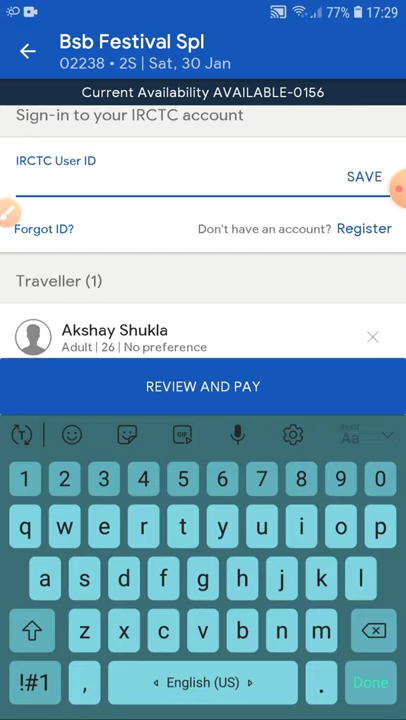 77% 17:29
Bsb Festival Spl
02238 • 2S | Sat, 30 Jan
Current Availability AVAILABLE-0156
Sign-in to your IRCTC account
IRCTC User ID
SAVE
Forgot ID? Don't have an account? Register
Traveller (1)
Akshay Shukla
Adult | 26 | No preference
REVIEW AND PAY
T GIF Aa
1 2 3 4 5 6 7 8 9 0
q w e r t y u i o p
a s d f g h j k l
z x c v b n m
!#1 , English (US) . Done